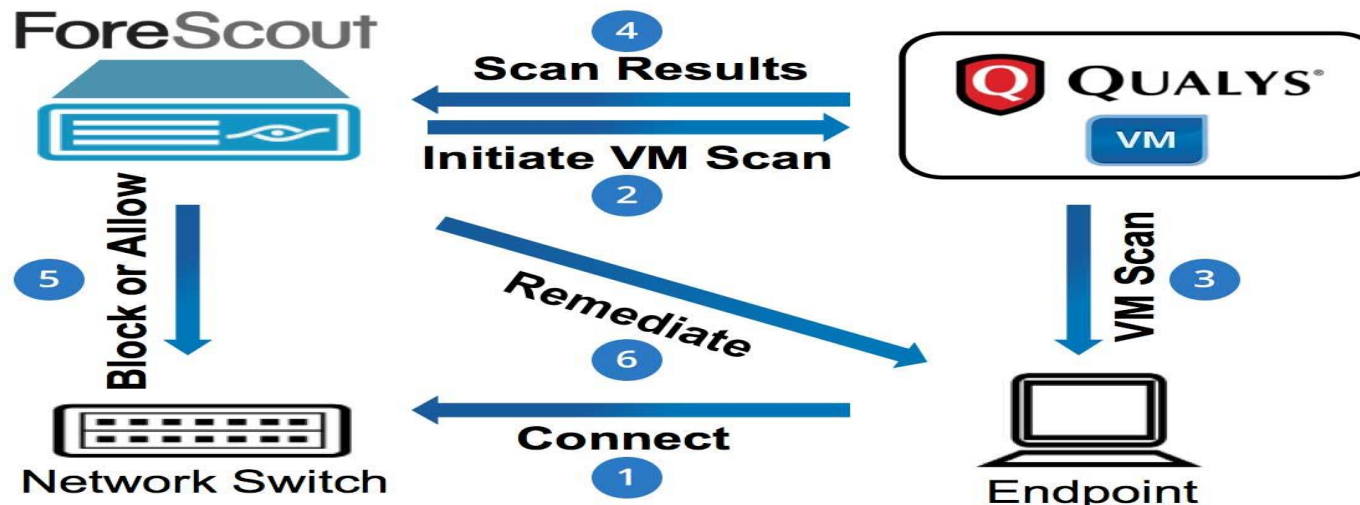 ForeScout
4
Scan Results
Initiate VM Scan
2
QUALYS®
VM
Block or Allow
5
Remediate
6
VM Scan
3
Connect
1
Network Switch
Endpoint